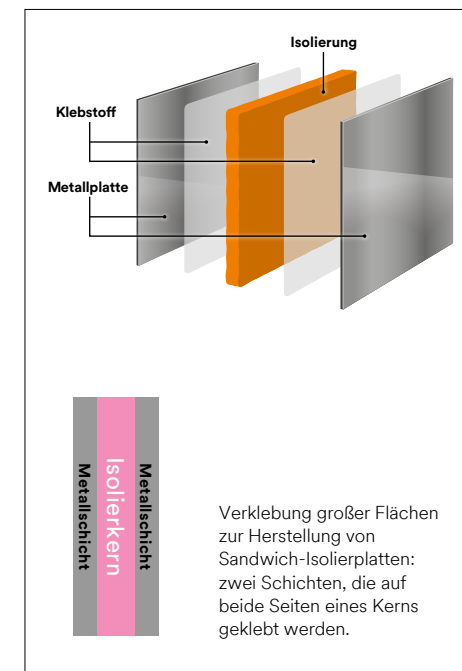 Isolierung
Klebstoff
Metallplatte
Metallschicht
Isolierkern
Metallschicht
Verklebung großer Flächen
zur Herstellung von
Sandwich-Isolierplatten:
zwei Schichten, die auf
beide Seiten eines Kerns
geklebt werden.